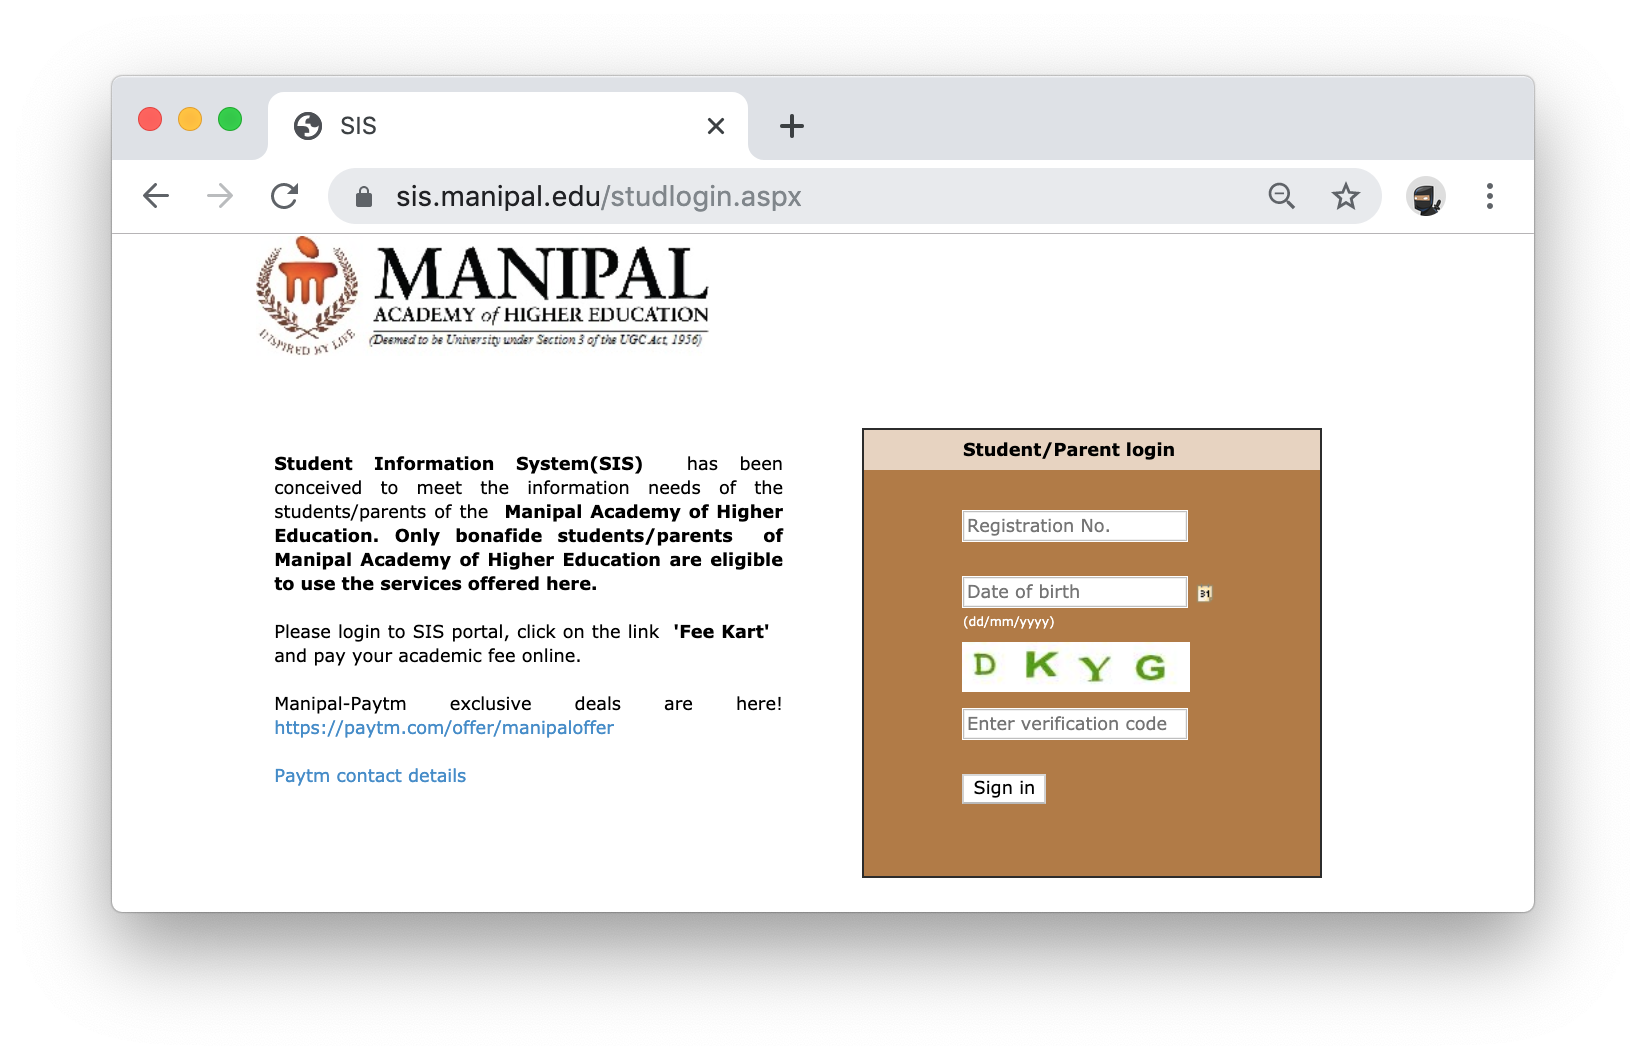 SIS
sis.manipal.edu/studlogin.aspx
MANIPAL
ACADEMY of HIGHER EDUCATION
(Deemed to be University under Section 3 of the UGC Act, 1956)
INSPIRED BY LIFE
Student Information System(SIS) has been
conceived to meet the information needs of the
students/parents of the Manipal Academy of Higher
Education. Only bonafide students/parents of
Manipal Academy of Higher Education are eligible
to use the services offered here.
Please login to SIS portal, click on the link 'Fee Kart'
and pay your academic fee online.
Manipal-Paytm exclusive deals are here!
https://paytm.com/offer/manipaloffer
Paytm contact details
Student/Parent login
Registration No.
Date of birth
31
(dd/mm/yyyy)
D K Y G
Enter verification code
Sign in